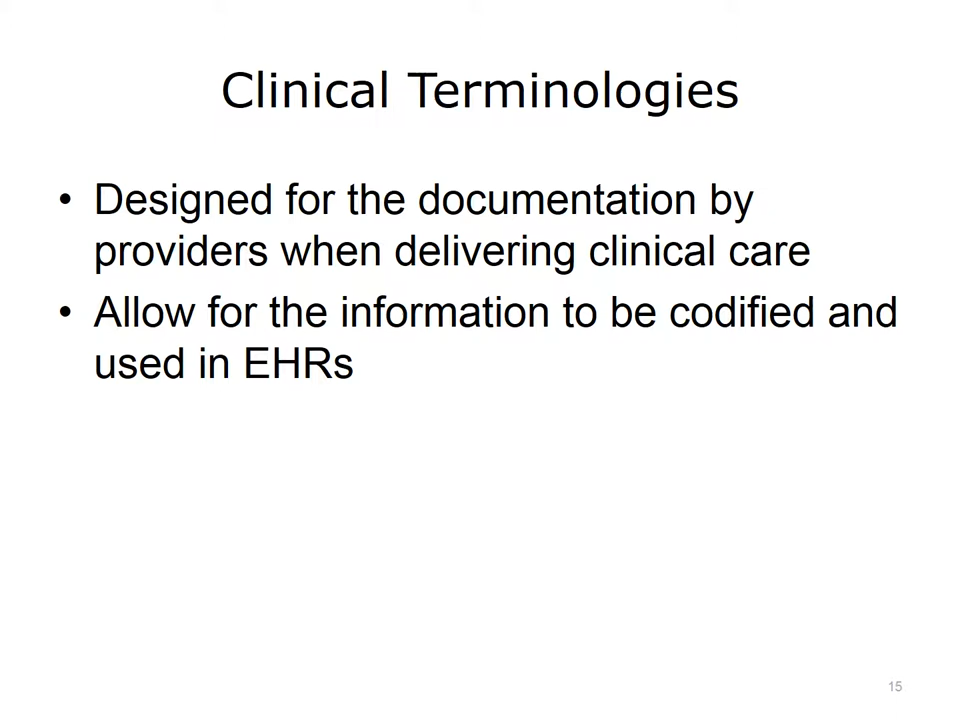 Clinical Terminologies
• Designed for the documentation by
providers when delivering clinical care
• Allow for the information to be codified and
used in EHRs
15